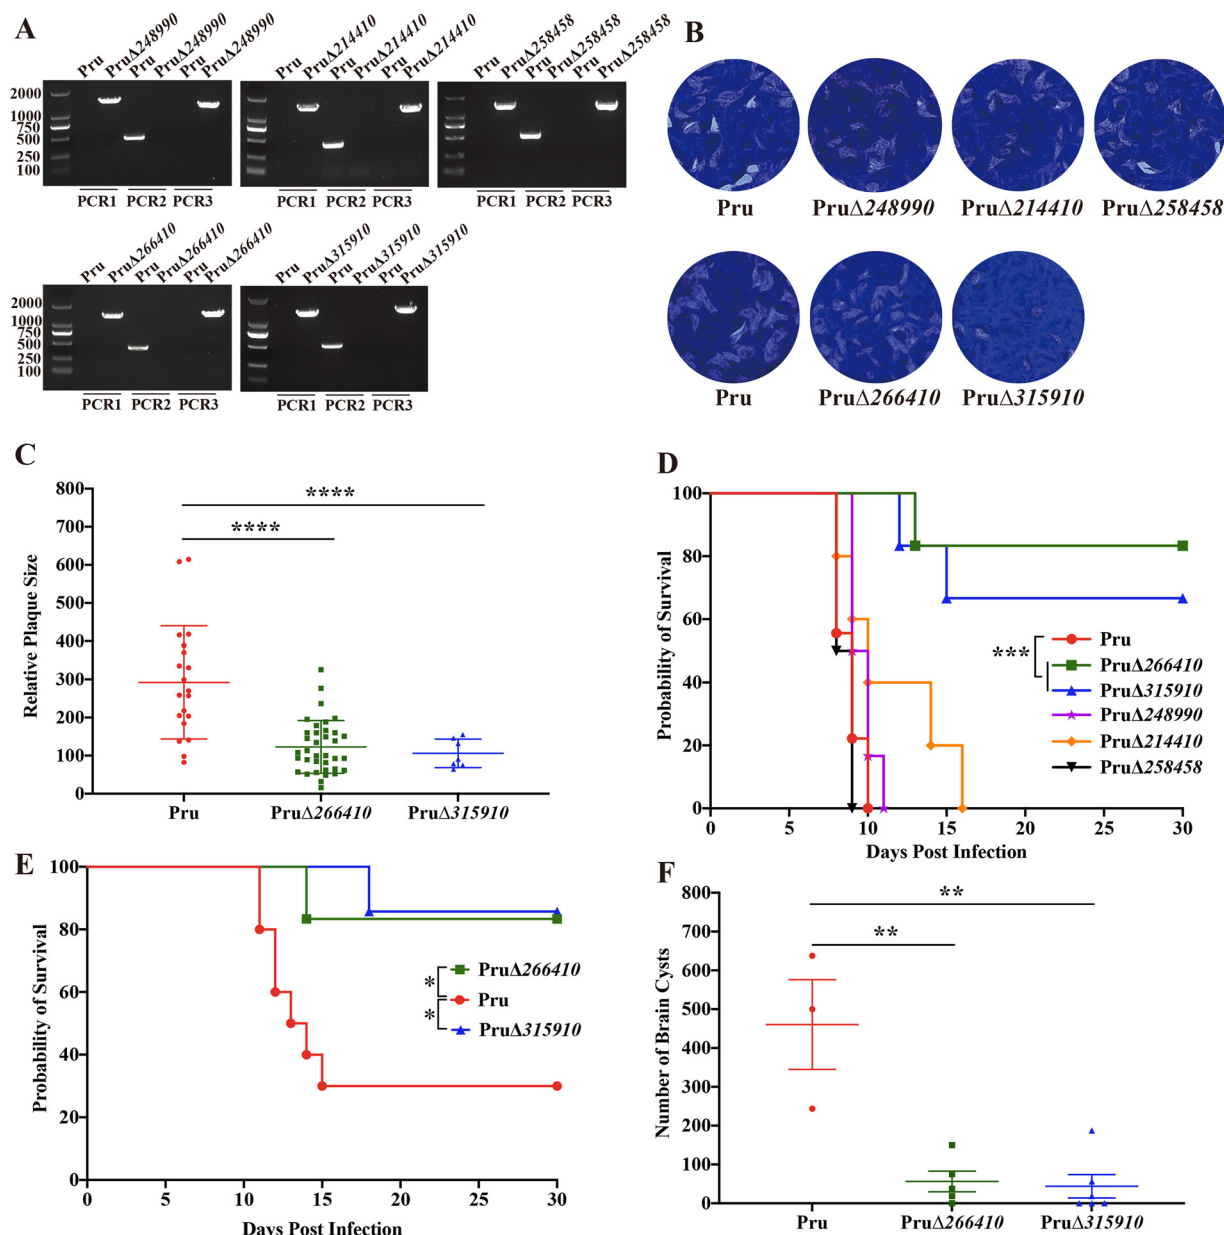 A
Pru PruΔ248990 Pru PruΔ248990 Pru PruΔ248990
Pru PruΔ214410 Pru PruΔ214410 Pru PruΔ214410
Pru PruΔ258458 Pru PruΔ258458 Pru PruΔ258458
2000
1000
750
500
250
100
PCR1 PCR2 PCR3
PCR1 PCR2 PCR3
PCR1 PCR2 PCR3
Pru PruΔ266410 Pru PruΔ266410 Pru PruΔ266410
Pru PruΔ315910 Pru PruΔ315910 Pru PruΔ315910
2000
1000
750
500
250
100
PCR1 PCR2 PCR3
PCR1 PCR2 PCR3
B
Pru PruΔ248990 PruΔ214410 PruΔ258458
Pru PruΔ266410 PruΔ315910
C
Relative Plaque Size
800
700
600
500
400
300
200
100
0
****
****
Pru PruΔ266410 PruΔ315910
D
Probability of Survival
100
80
60
40
20
0
***
Pru
PruΔ266410
PruΔ315910
PruΔ248990
PruΔ214410
PruΔ258458
0 5 10 15 20 25 30
Days Post Infection
E
Probability of Survival
100
80
60
40
20
0
*
*
PruΔ266410
Pru
PruΔ315910
0 5 10 15 20 25 30
Days Post Infection
F
Number of Brain Cysts
800
700
600
500
400
300
200
100
0
**
**
Pru PruΔ266410 PruΔ315910